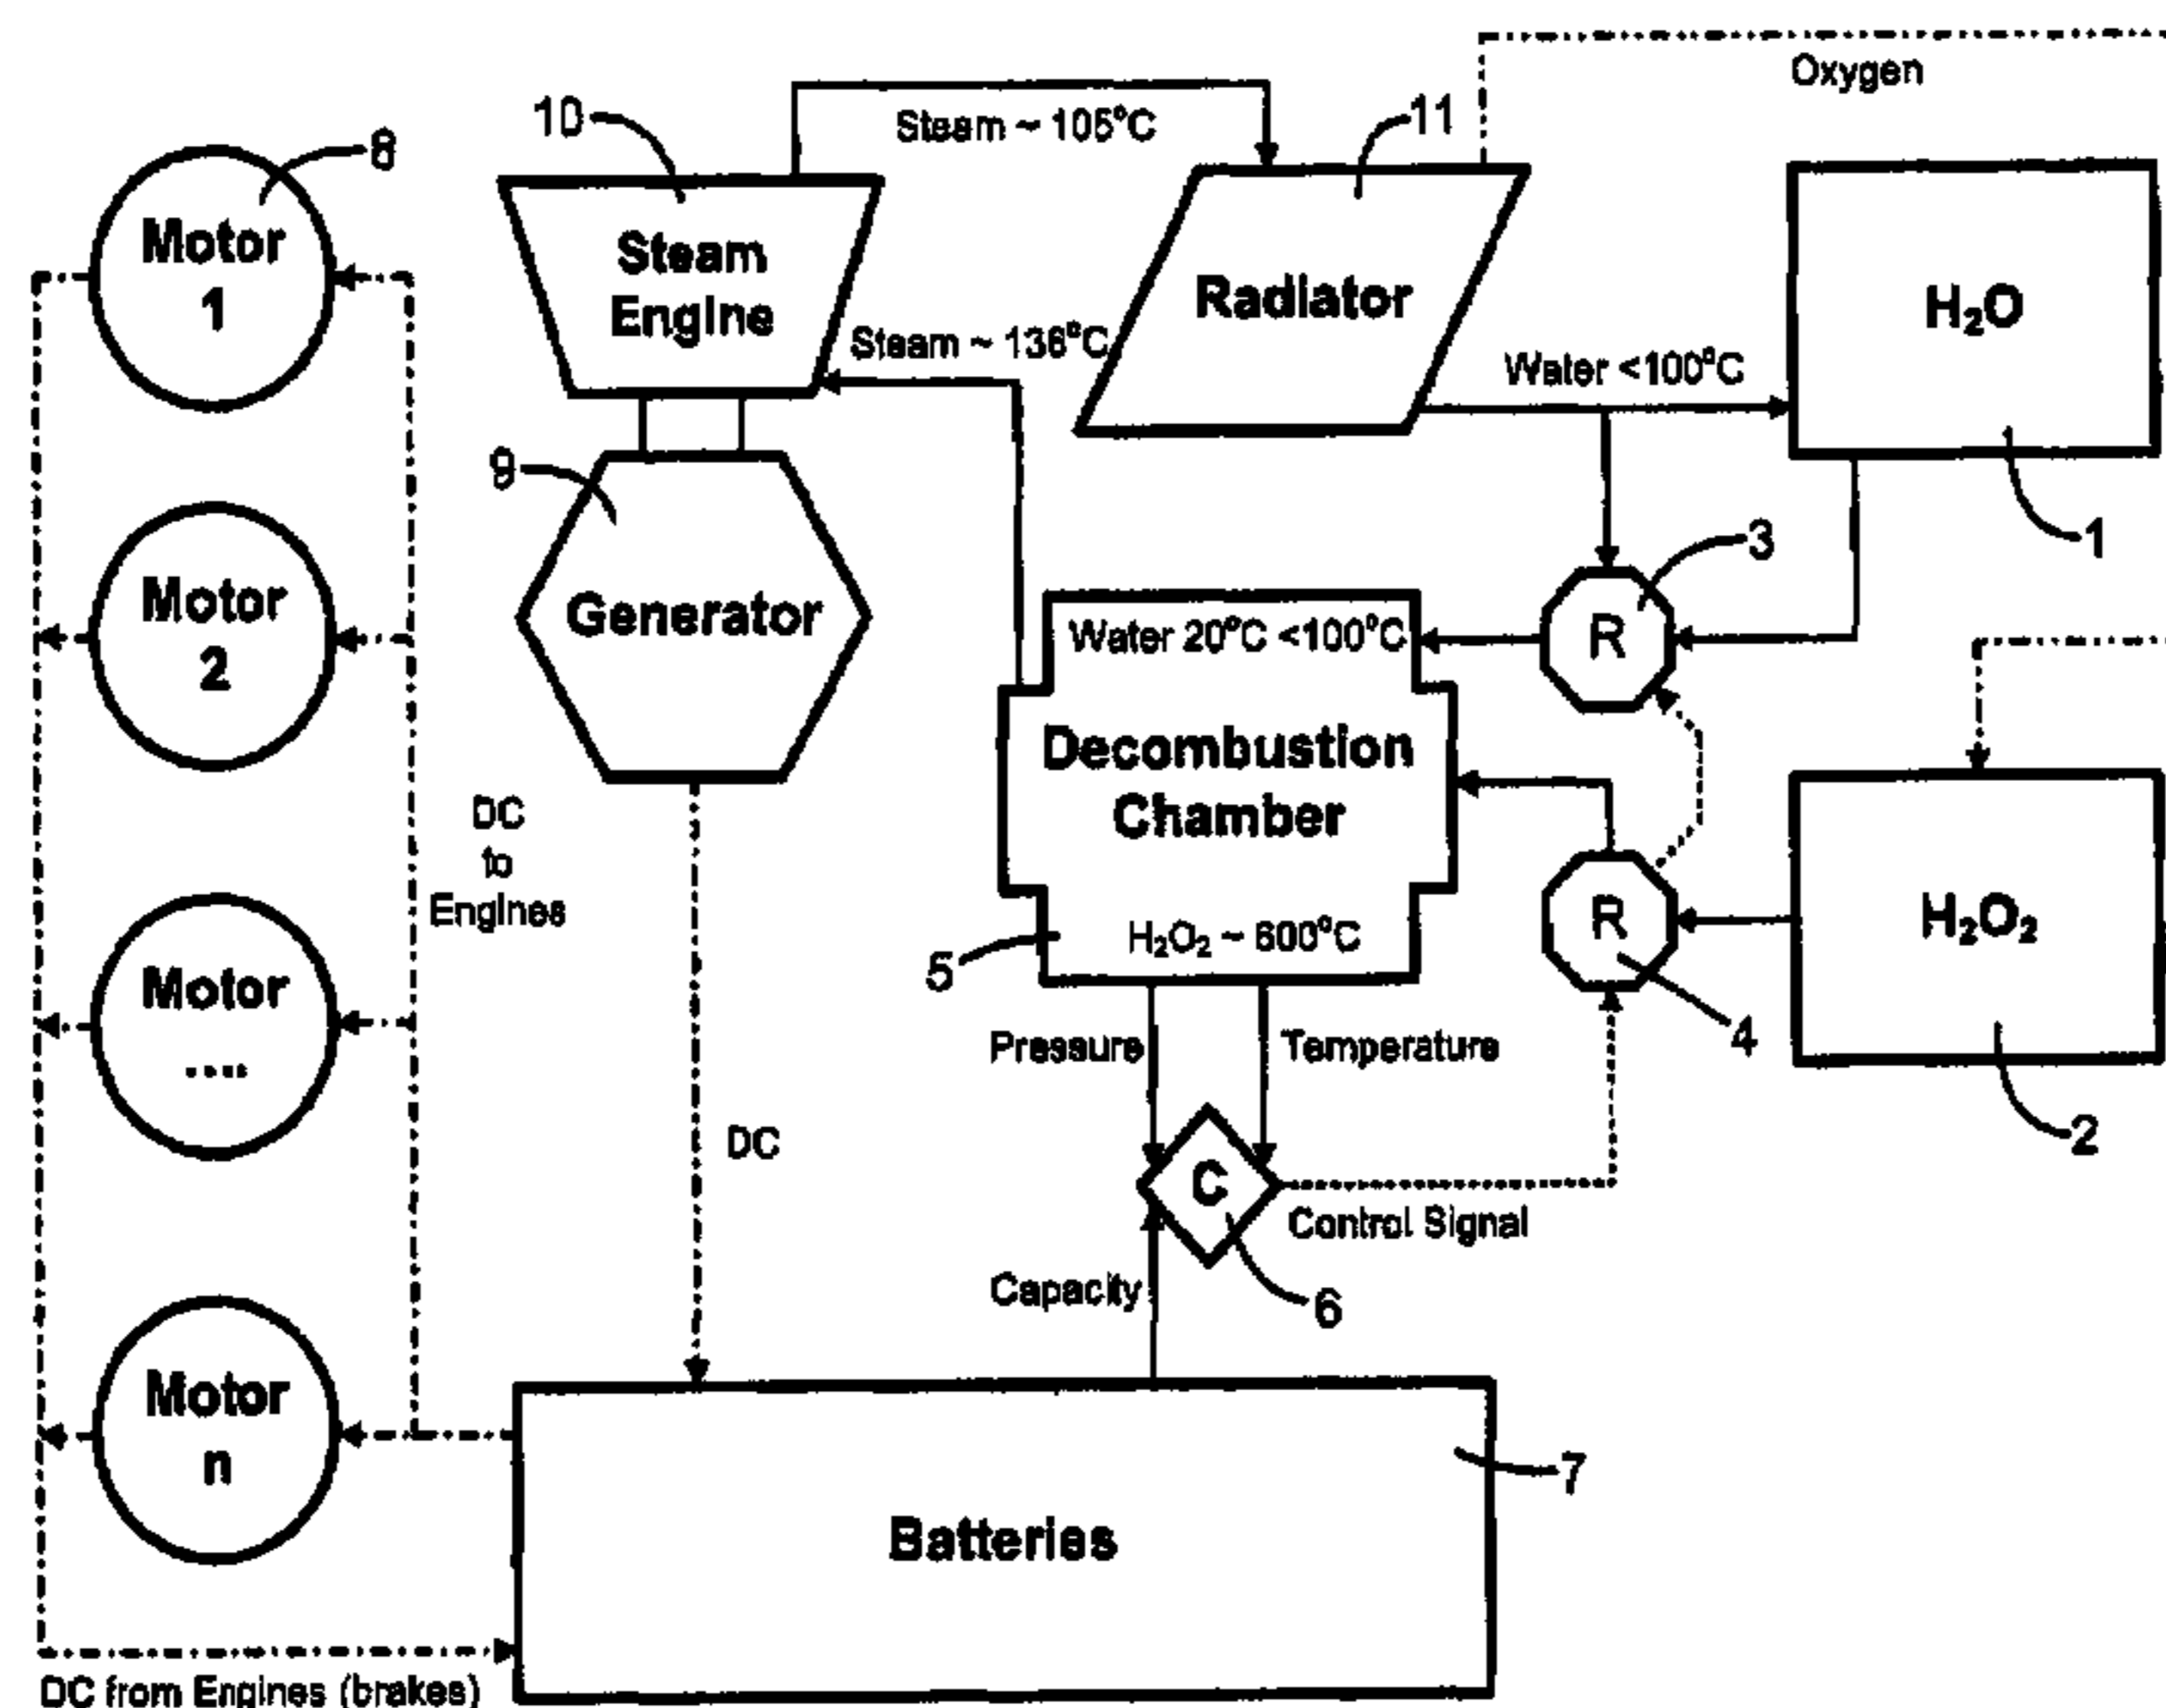 Oxygen
10
Steam ~ 105°C
11
8
Motor
1
Steam
Engine
Radiator
H₂O
Steam ~ 136°C
Water <100°C
9
3
1
Motor
2
Generator
Water 20°C <100°C
R
Decombustion
Chamber
DC
to
Engines
H₂O₂ ~ 600°C
5
R
H₂O₂
4
Motor
....
Pressure
Temperature
2
DC
C
Control Signal
Capacity
6
Motor
n
7
Batteries
DC from Engines (brakes)